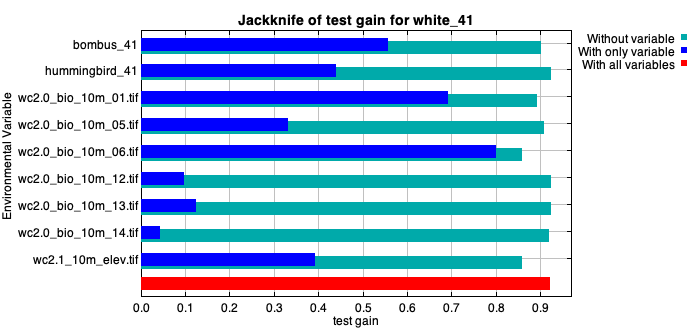 Jackknife of test gain for white_41
Without variable
With only variable
With all variables
Environmental Variable
bombus_41
hummingbird_41
wc2.0_bio_10m_01.tif
wc2.0_bio_10m_05.tif
wc2.0_bio_10m_06.tif
wc2.0_bio_10m_12.tif
wc2.0_bio_10m_13.tif
wc2.0_bio_10m_14.tif
wc2.1_10m_elev.tif
0.0 0.1 0.2 0.3 0.4 0.5 0.6 0.7 0.8 0.9
test gain